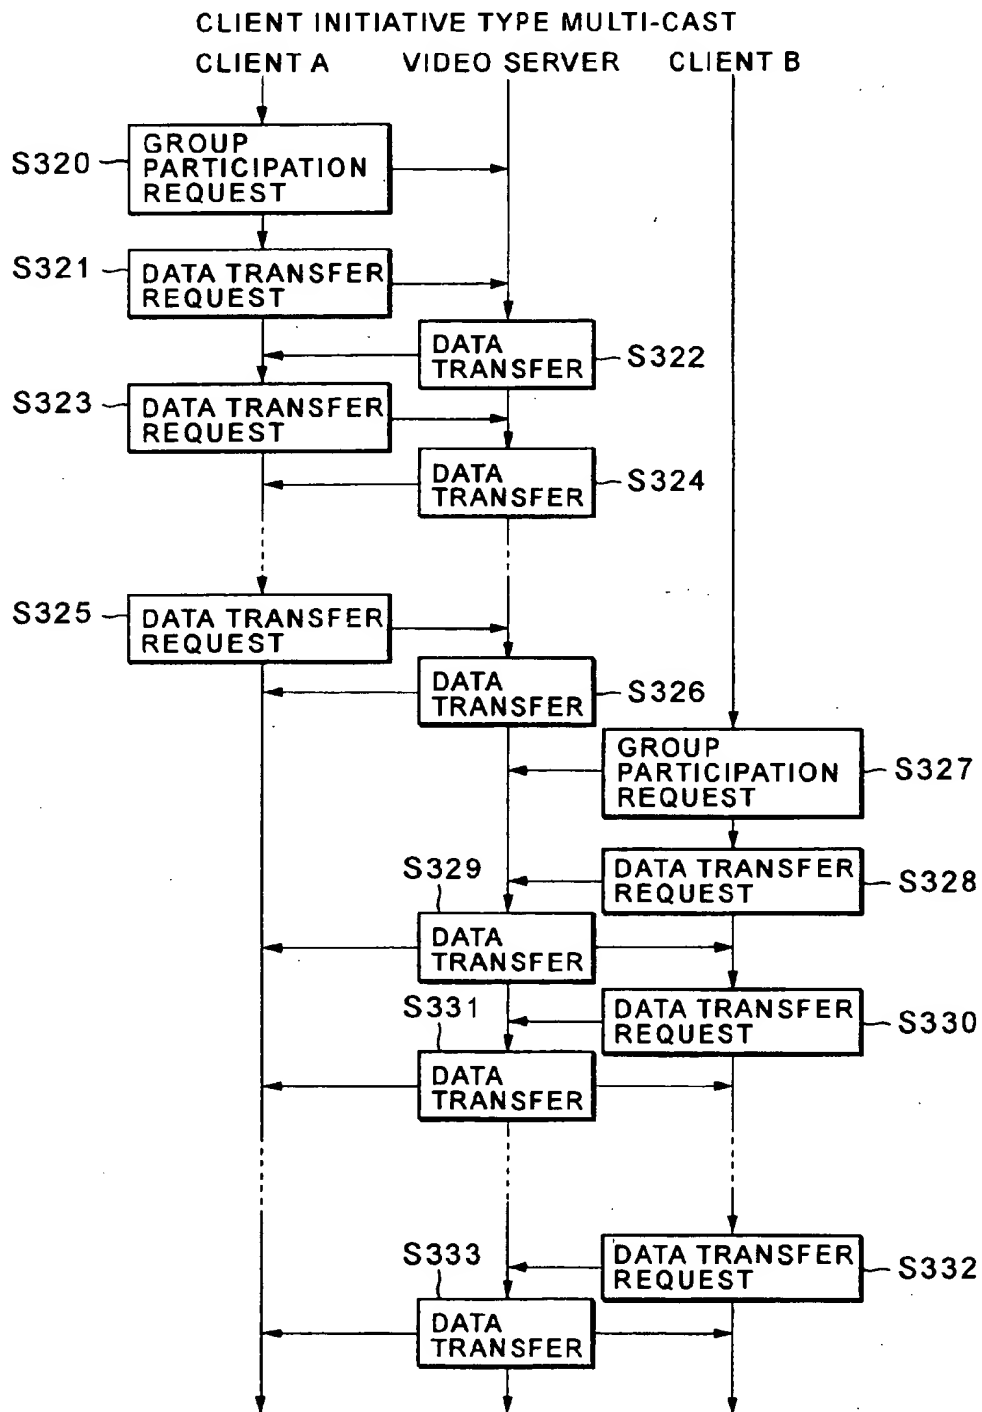 CLIENT INITIATIVE TYPE MULTI-CAST
CLIENT A VIDEO SERVER CLIENT B
S320
GROUP
PARTICIPATION
REQUEST
S321
DATA TRANSFER
REQUEST
DATA
TRANSFER
S322
S323
DATA TRANSFER
REQUEST
DATA
TRANSFER
S324
S325
DATA TRANSFER
REQUEST
DATA
TRANSFER
S326
GROUP
PARTICIPATION
REQUEST
S327
DATA TRANSFER
REQUEST
S328
S329
DATA
TRANSFER
DATA TRANSFER
REQUEST
S330
S331
DATA
TRANSFER
DATA TRANSFER
REQUEST
S332
S333
DATA
TRANSFER